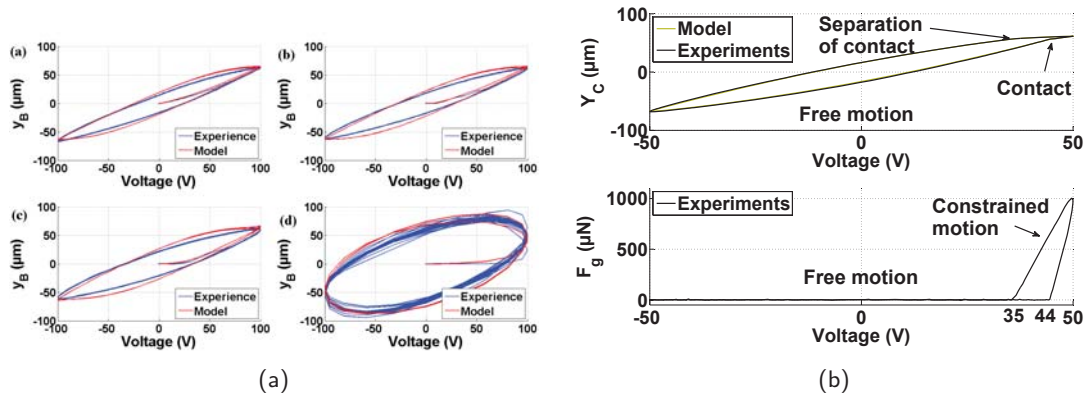 (a)
100
50
0
-50
-100
y_B (µm)
Experience
Model
-100 -50 0 50 100
Voltage (V)
(b)
100
50
0
-50
-100
y_B (µm)
Experience
Model
-100 -50 0 50 100
Voltage (V)
(c)
100
50
0
-50
-100
y_B (µm)
Experience
Model
-100 -50 0 50 100
Voltage (V)
(d)
100
50
0
-50
-100
y_B (µm)
Experience
Model
-100 -50 0 50 100
Voltage (V)
(a)
100
0
-100
Y_C (µm)
Model
Experiments
Separation
of contact
Contact
Free motion
-50 0 50
Voltage (V)
1000
500
0
F_g (µN)
Experiments
Constrained
motion
Free motion
-50 0 35 44 50
Voltage (V)
(b)